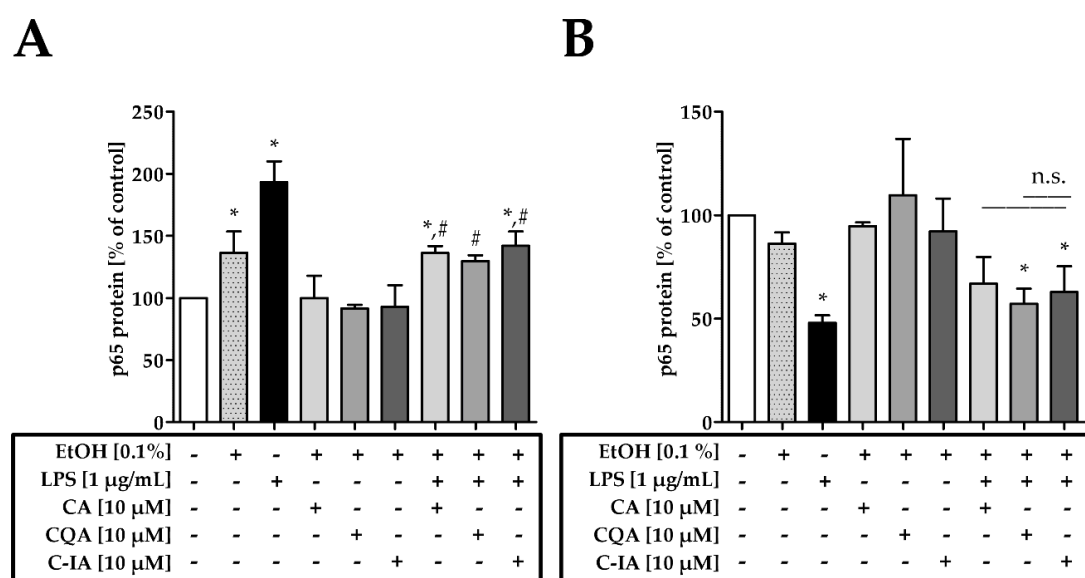 A
p65 protein [% of control]
250
200
150
100
50
0
*
*
*,#
#
*,#
EtOH [0.1%] - + - + + + + + +
LPS [1 µg/mL] - - + - - - + + +
CA [10 µM] - - - + - - + - -
CQA [10 µM] - - - - + - - + -
C-IA [10 µM] - - - - - + - - +
B
p65 protein [% of control]
150
100
50
0
*
*
*
n.s.
EtOH [0.1 %] - + - + + + + + +
LPS [1 µg/mL] - - + - - - + + +
CA [10 µM] - - - + - - + - -
CQA [10 µM] - - - - + - - + -
C-IA [10 µM] - - - - - + - - +